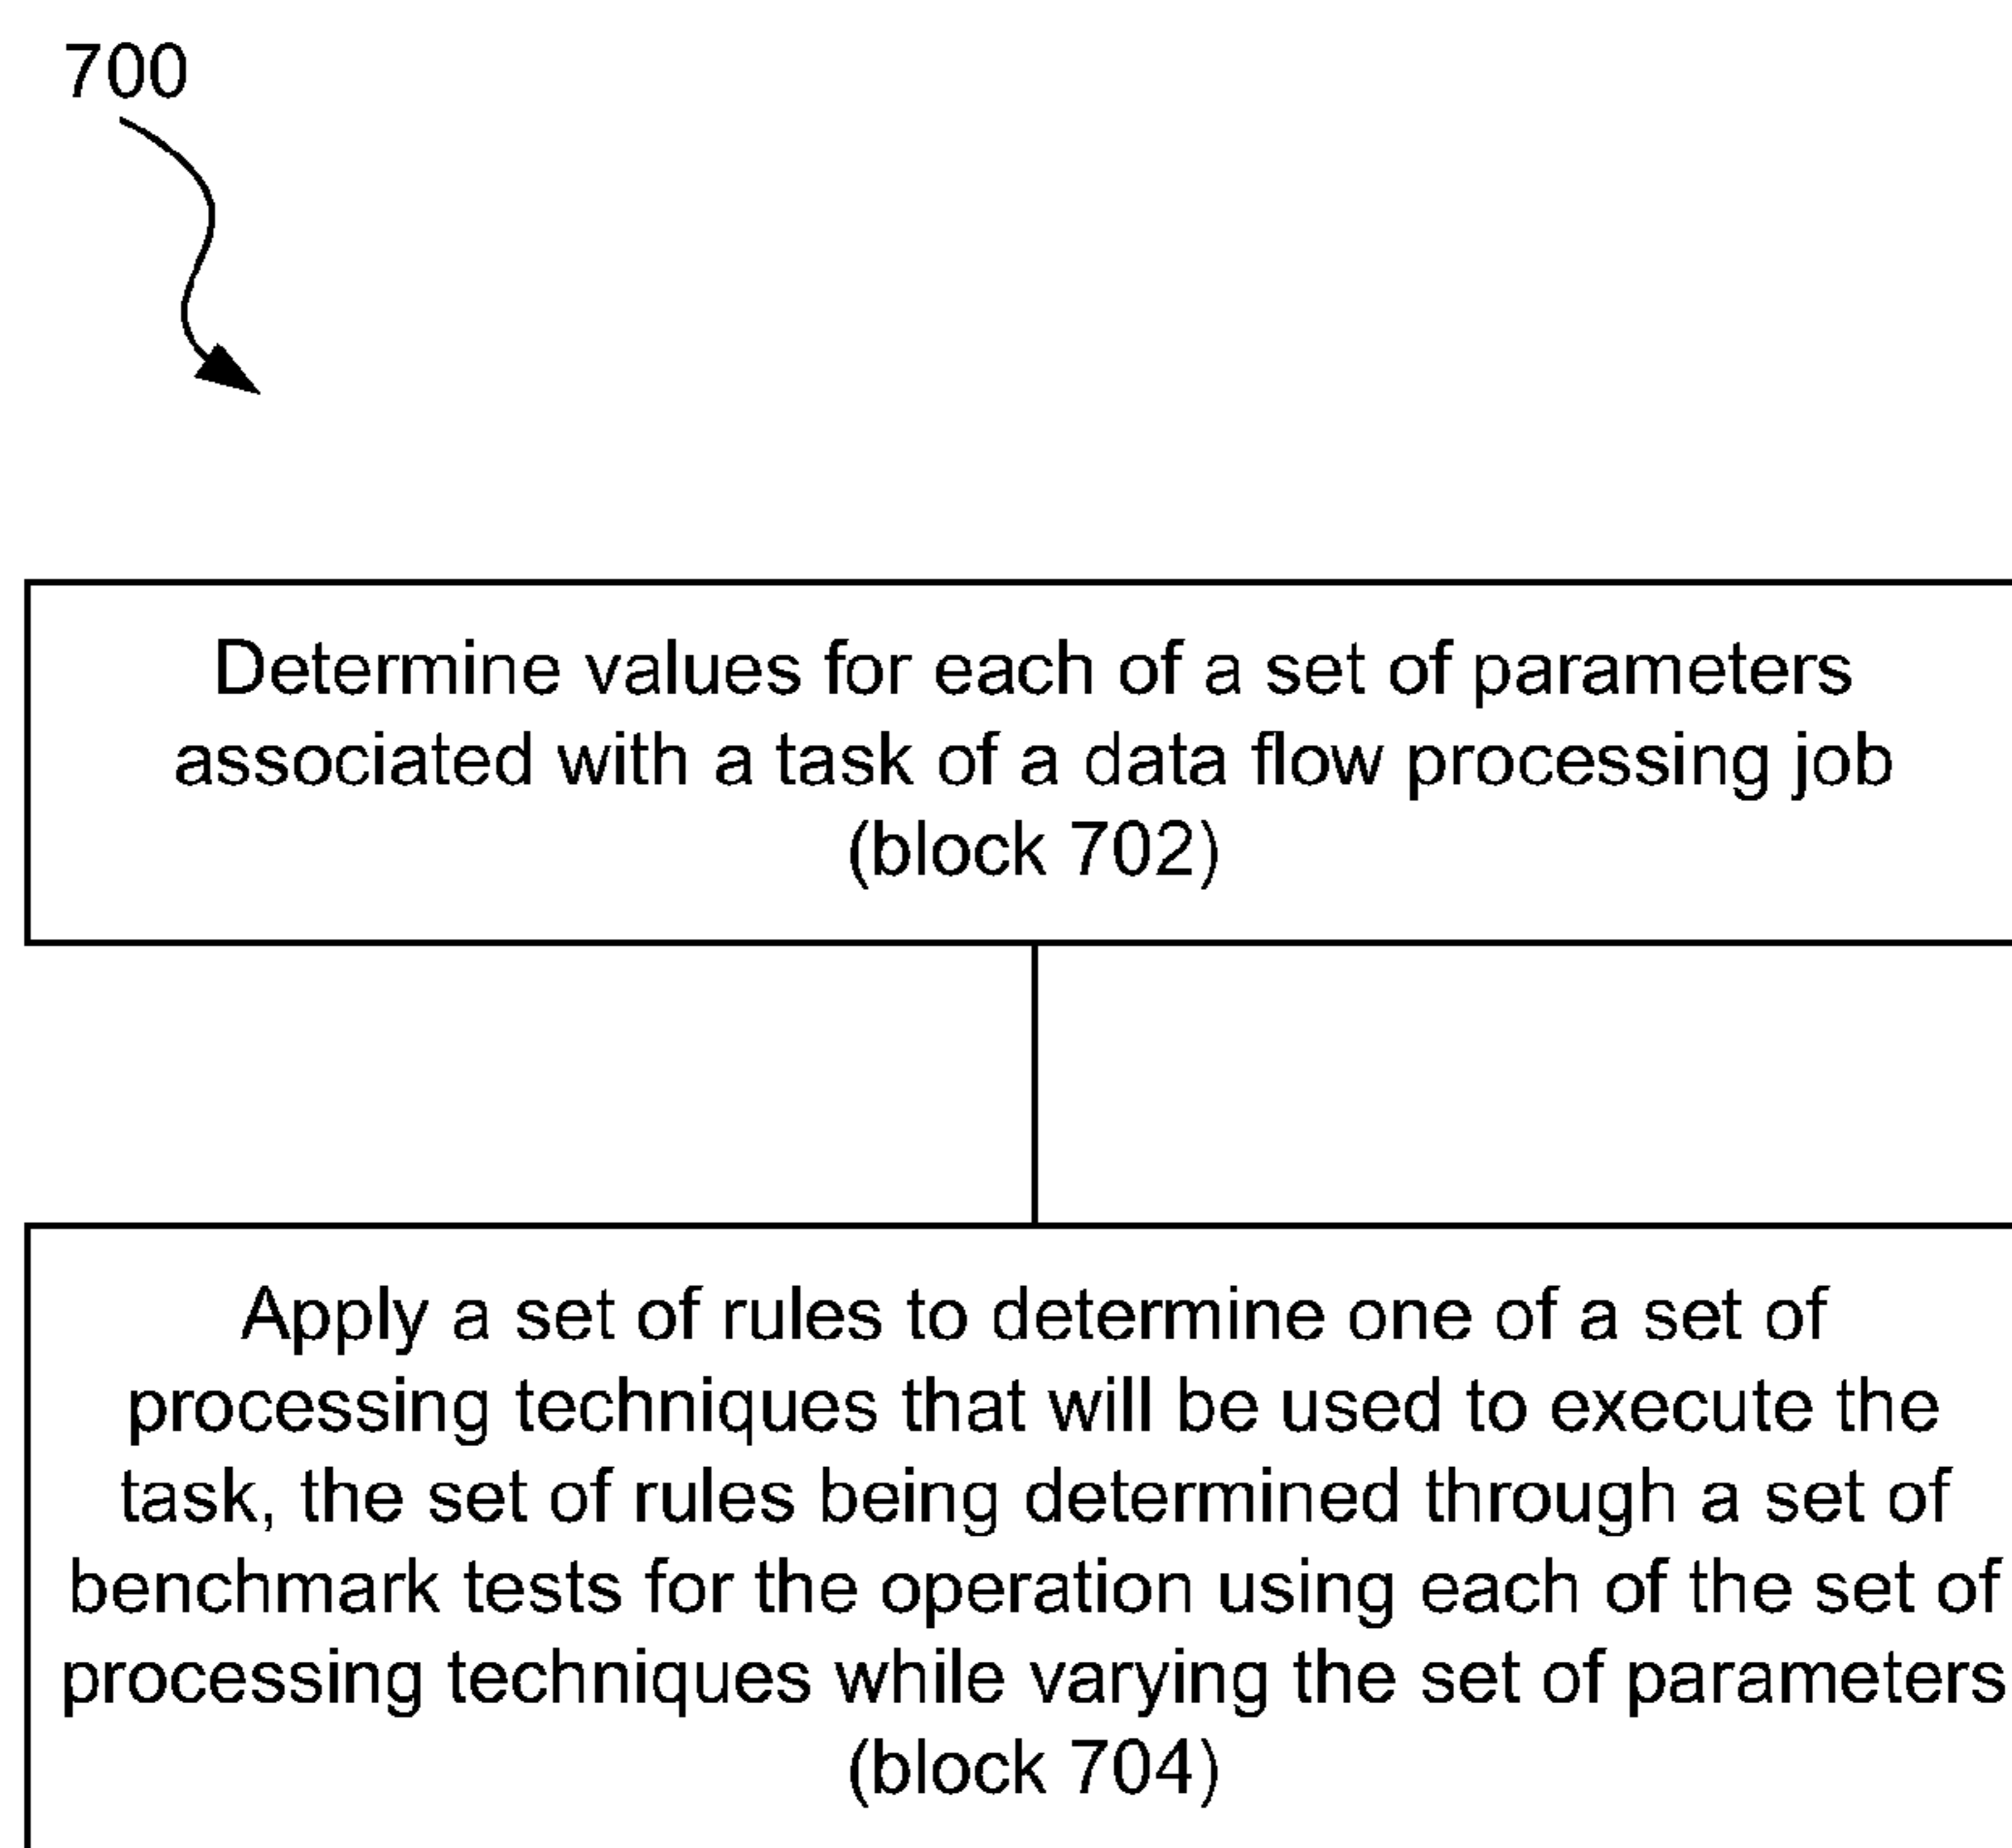 700
Determine values for each of a set of parameters
associated with a task of a data flow processing job
(block 702)
Apply a set of rules to determine one of a set of
processing techniques that will be used to execute the
task, the set of rules being determined through a set of
benchmark tests for the operation using each of the set of
processing techniques while varying the set of parameters
(block 704)